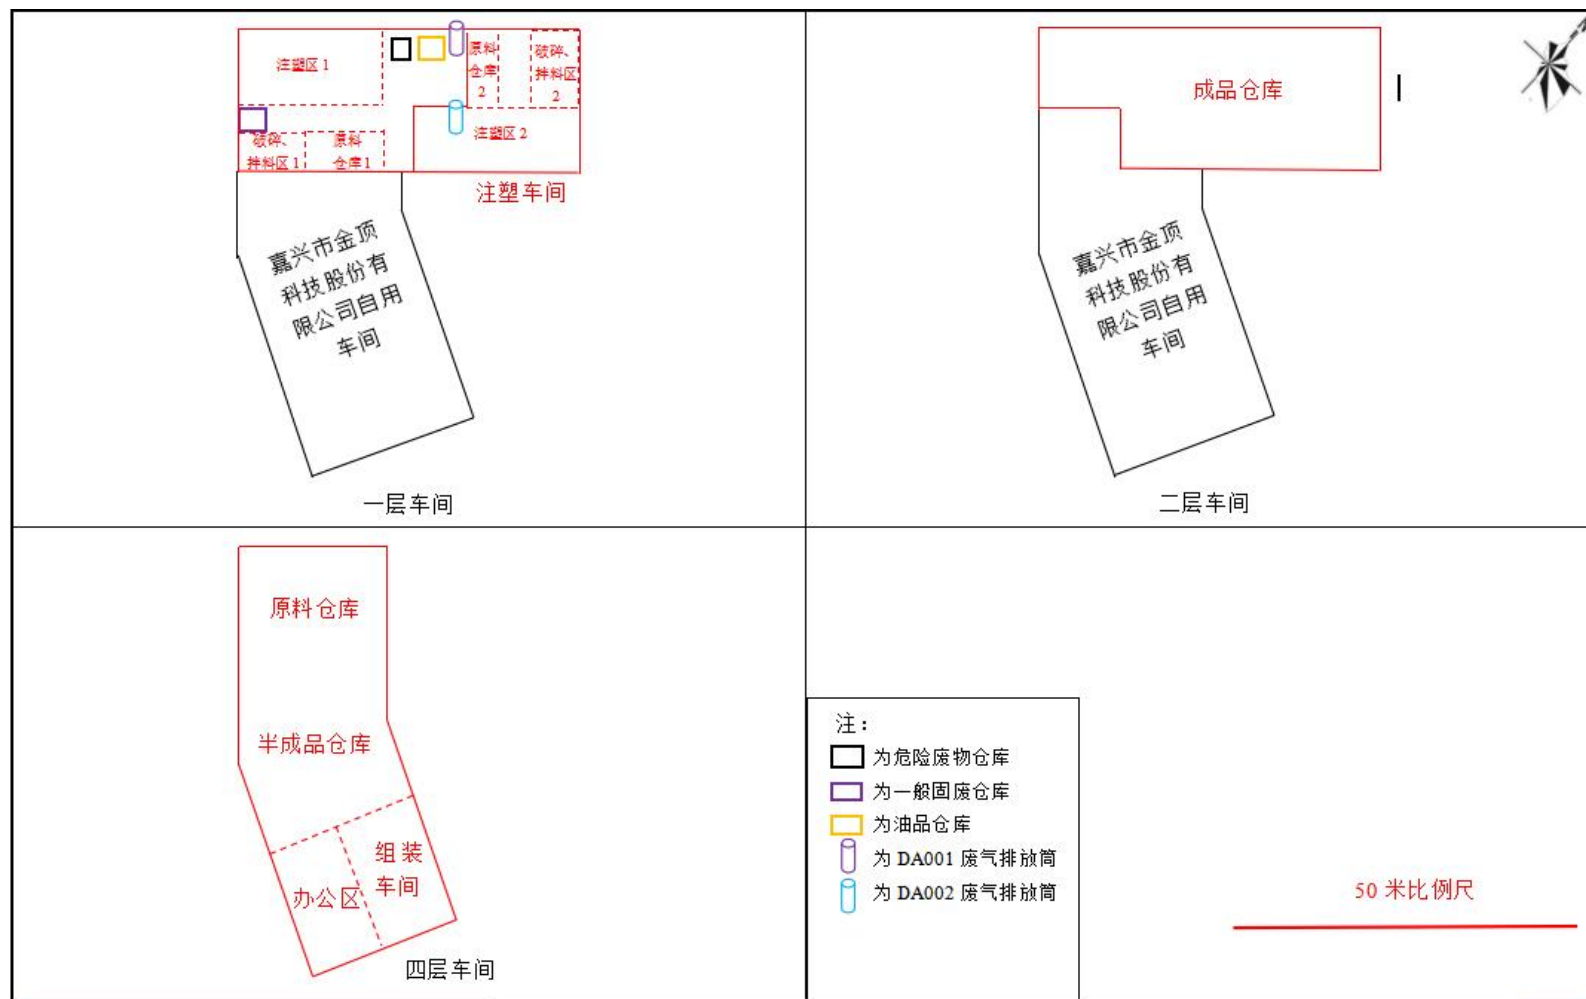 注塑区 1
原料
仓库
2
破碎、
拌料区
2
注塑区 2
破碎、
拌料区 1
原料
仓库1
注塑车间
嘉兴市金顶
科技股份有
限公司自用
车间
一层车间
成品仓库
嘉兴市金顶
科技股份有
限公司自用
车间
二层车间
原料仓库
半成品仓库
组装
车间
办公区
四层车间
注：
为危险废物仓库
为一般固废仓库
为油品仓库
为 DA001 废气排放筒
为 DA002 废气排放筒
50 米比例尺